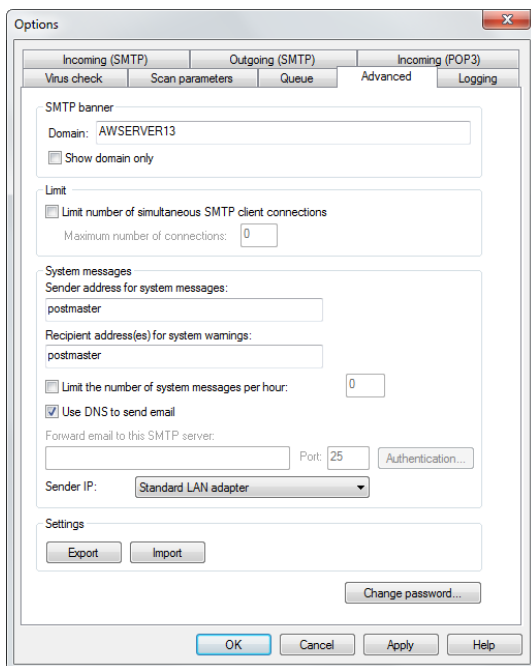 Options
Incoming (SMTP) Outgoing (SMTP) Incoming (POP3)
Virus check Scan parameters Queue Advanced Logging
SMTP banner
Domain: AWSERVER13
Show domain only
Limit
Limit number of simultaneous SMTP client connections
Maximum number of connections: 0
System messages
Sender address for system messages:
postmaster
Recipient address(es) for system warnings:
postmaster
Limit the number of system messages per hour: 0
Use DNS to send email
Forward email to this SMTP server:
Port: 25 Authentication...
Sender IP: Standard LAN adapter
Settings
Export Import
Change password...
OK Cancel Apply Help